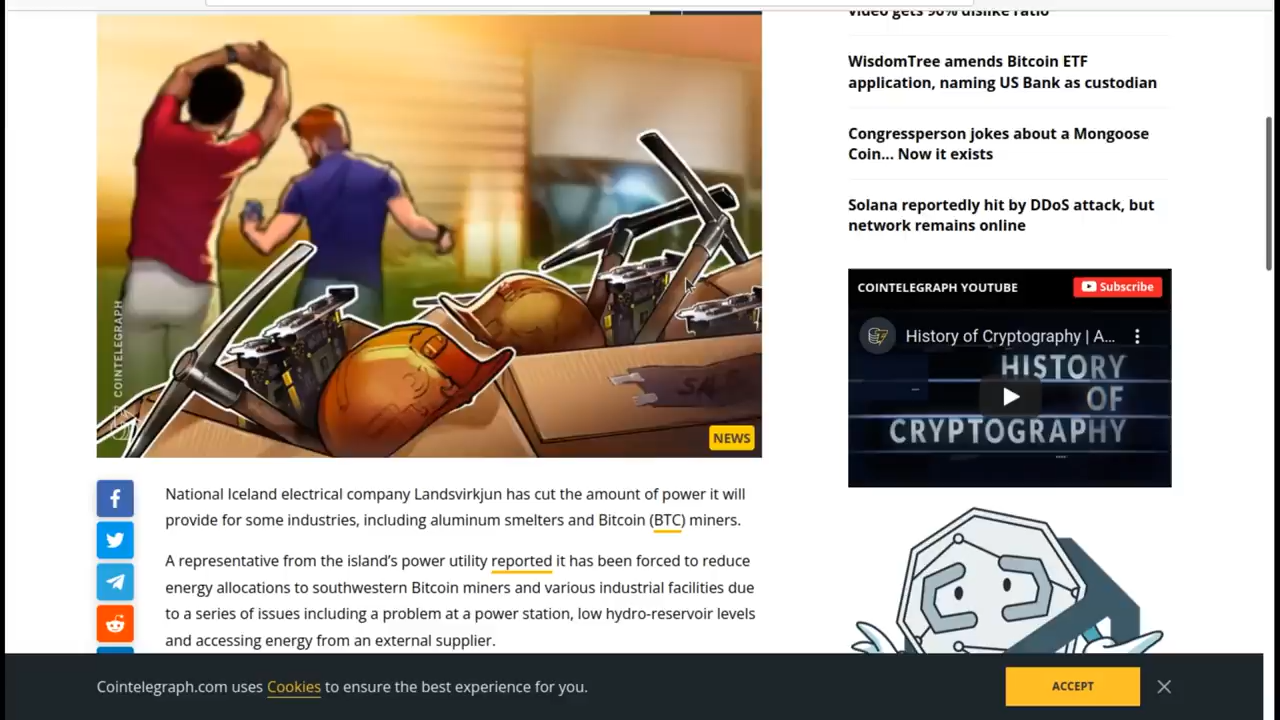 video gets 90% dislike ratio
WisdomTree amends Bitcoin ETF
application, naming US Bank as custodian
Congressperson jokes about a Mongoose
Coin... Now it exists
Solana reportedly hit by DDoS attack, but
network remains online
COINTELEGRAPH YOUTUBE
Subscribe
History of Cryptography | A...
HISTORY
OF
CRYPTOGRAPHY
COINTELEGRAPH
NEWS
National Iceland electrical company Landsvirkjun has cut the amount of power it will
provide for some industries, including aluminum smelters and Bitcoin (BTC) miners.
A representative from the island’s power utility reported it has been forced to reduce
energy allocations to southwestern Bitcoin miners and various industrial facilities due
to a series of issues including a problem at a power station, low hydro-reservoir levels
and accessing energy from an external supplier.
Cointelegraph.com uses Cookies to ensure the best experience for you.
ACCEPT